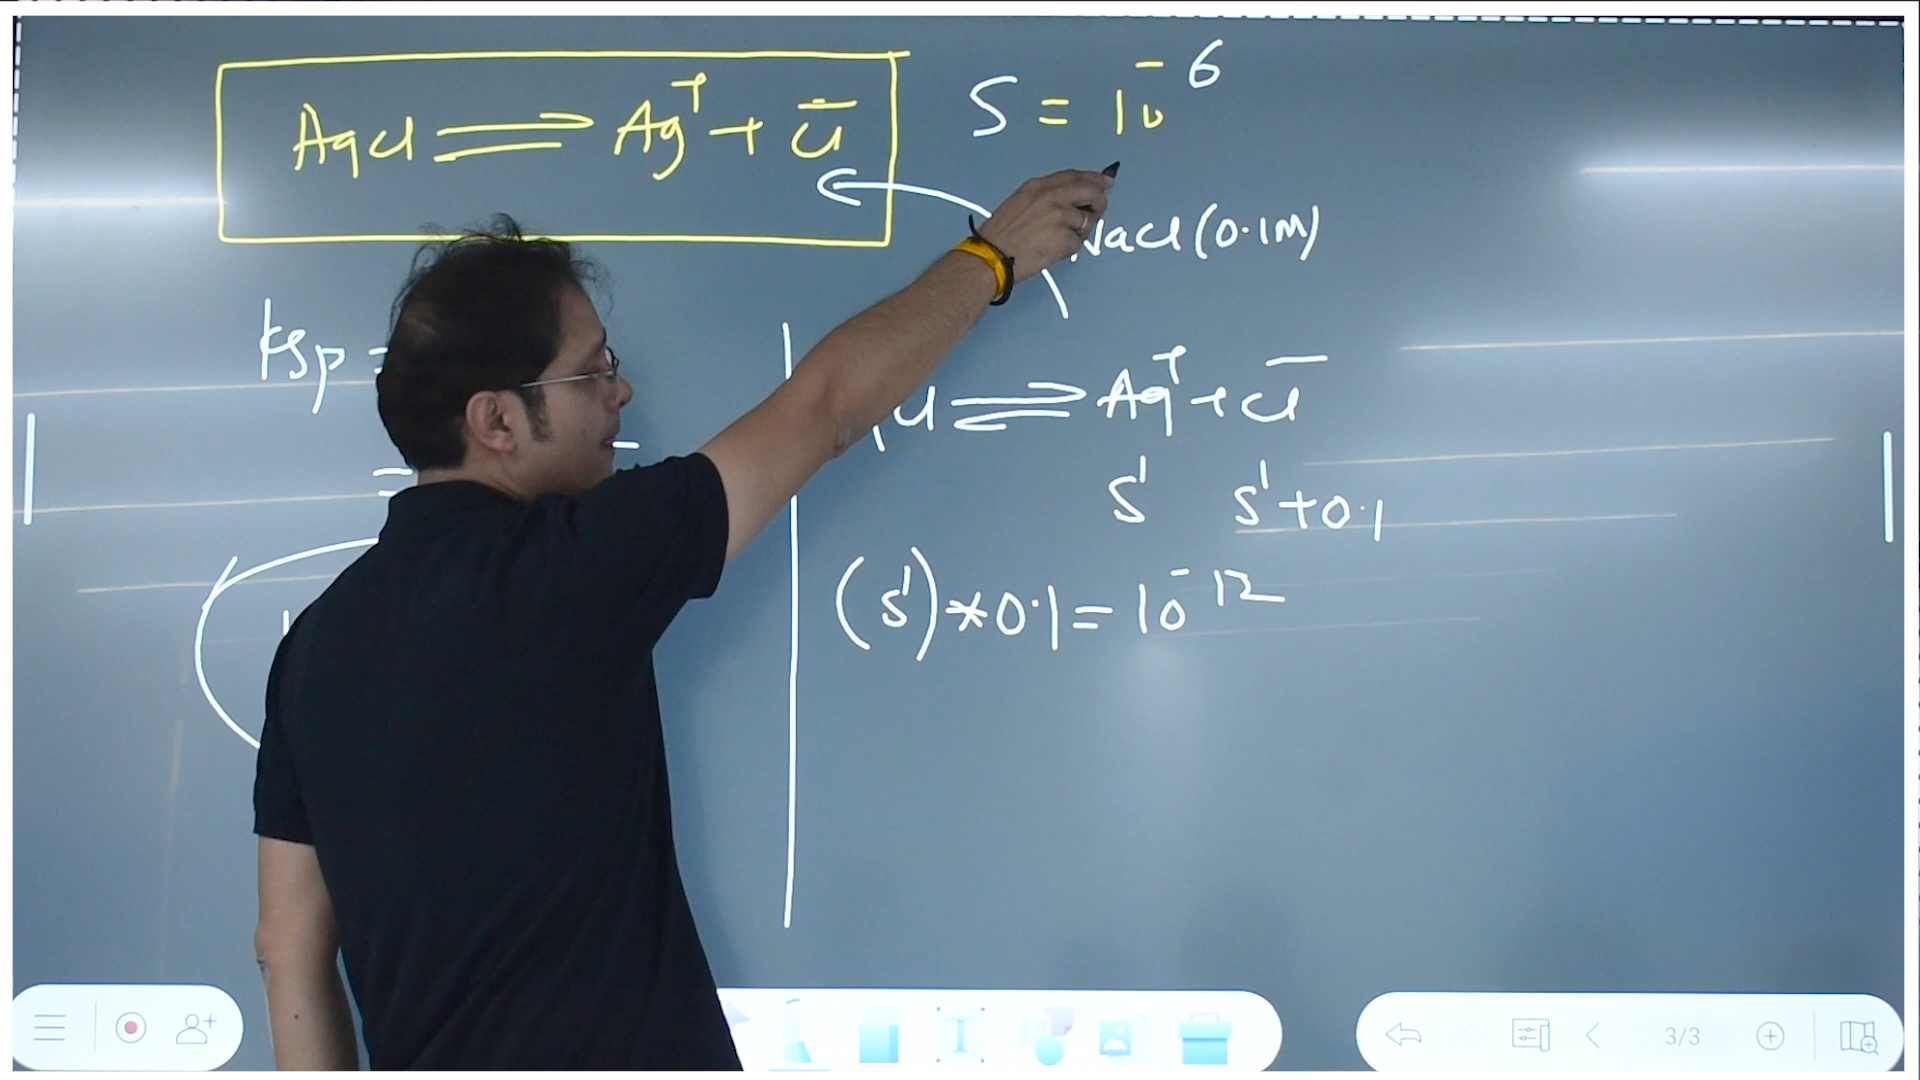 AgCl ⇌ Ag⁺ + Cl⁻
S = 10⁻⁶
NaCl (0.1M)
Ksp =
Cl ⇌ Ag⁺ + Cl⁻
=
S' S' + 0.1
(S') * 0.1 = 10⁻¹²
T
3/3